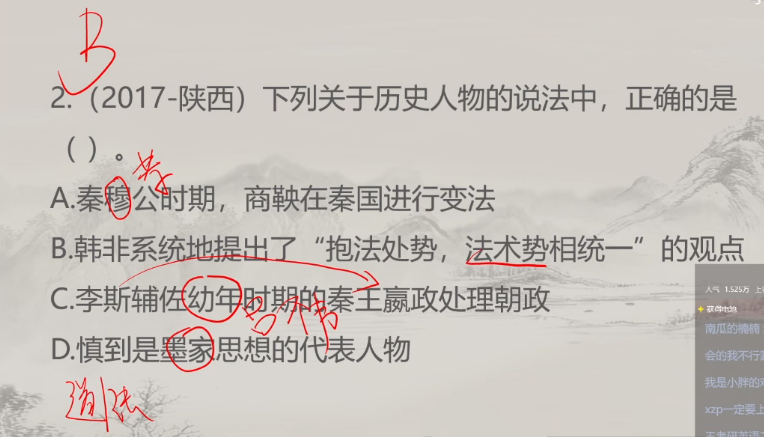 B
2.（2017-陕西）下列关于历史人物的说法中，正确的是
（ ）。
孝
A.秦穆公时期，商鞅在秦国进行变法
B.韩非系统地提出了“抱法处势，法术势相统一”的观点
C.李斯辅佐幼年时期的秦王嬴政处理朝政
吕不韦
D.慎到是墨家思想的代表人物
道法
人气 1.525万
获得电池
南瓜的楠楠
会的我不行
我是小胖的
xzp一定要上